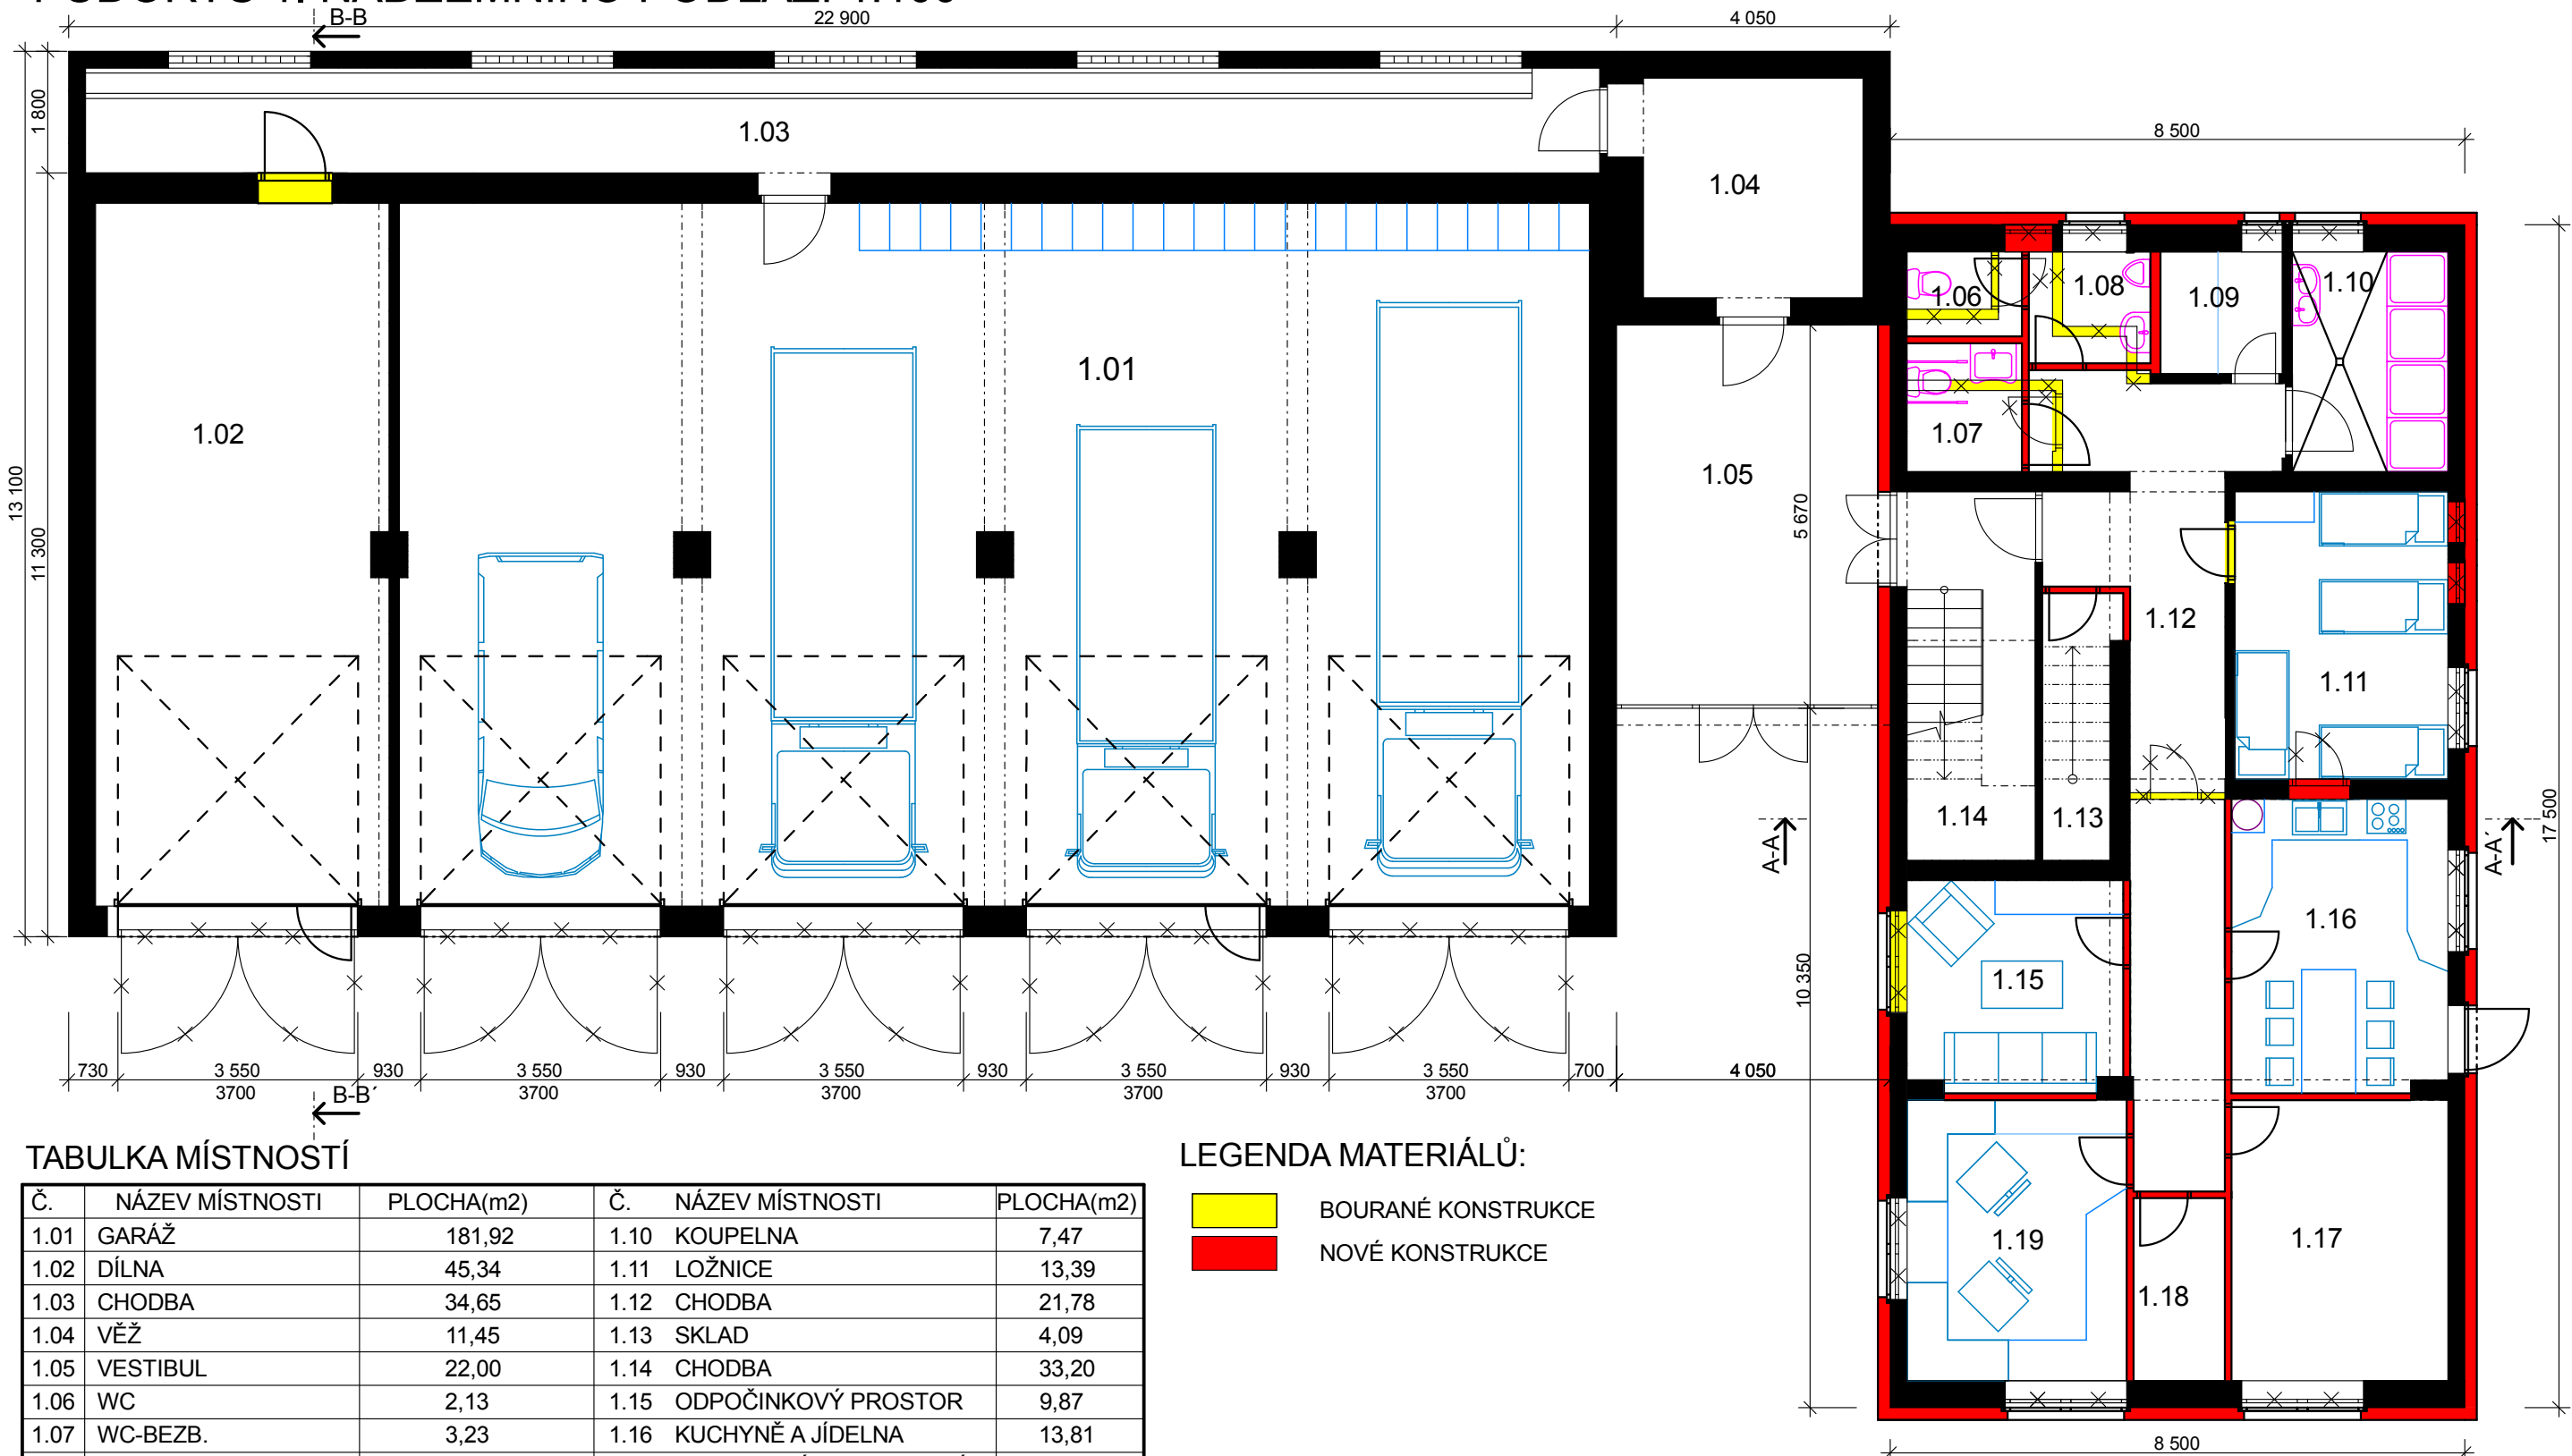 B-B
22 900
4 050
1 800
13 100
11 300
8 500
1.03
1.04
1.02
1.01
1.05
5 670
1.06
1.08
1.09
1.10
1.07
1.12
1.11
1.14
1.13
A-A'
A-A'
17 500
1.16
1.15
10 350
730
3 550
930
3 550
930
3 550
930
3 550
930
3 550
700
4 050
3700
3700
3700
3700
3700
B-B'
1.19
1.18
1.17
8 500
TABULKA MÍSTNOSTÍ
Č. NÁZEV MÍSTNOSTI PLOCHA(m2) Č. NÁZEV MÍSTNOSTI PLOCHA(m2)
1.01 GARÁŽ 181,92 1.10 KOUPELNA 7,47
1.02 DÍLNA 45,34 1.11 LOŽNICE 13,39
1.03 CHODBA 34,65 1.12 CHODBA 21,78
1.04 VĚŽ 11,45 1.13 SKLAD 4,09
1.05 VESTIBUL 22,00 1.14 CHODBA 33,20
1.06 WC 2,13 1.15 ODPOČINKOVÝ PROSTOR 9,87
1.07 WC-BEZB. 3,23 1.16 KUCHYNĚ A JÍDELNA 13,81
LEGENDA MATERIÁLŮ:
BOURANÉ KONSTRUKCE
NOVÉ KONSTRUKCE